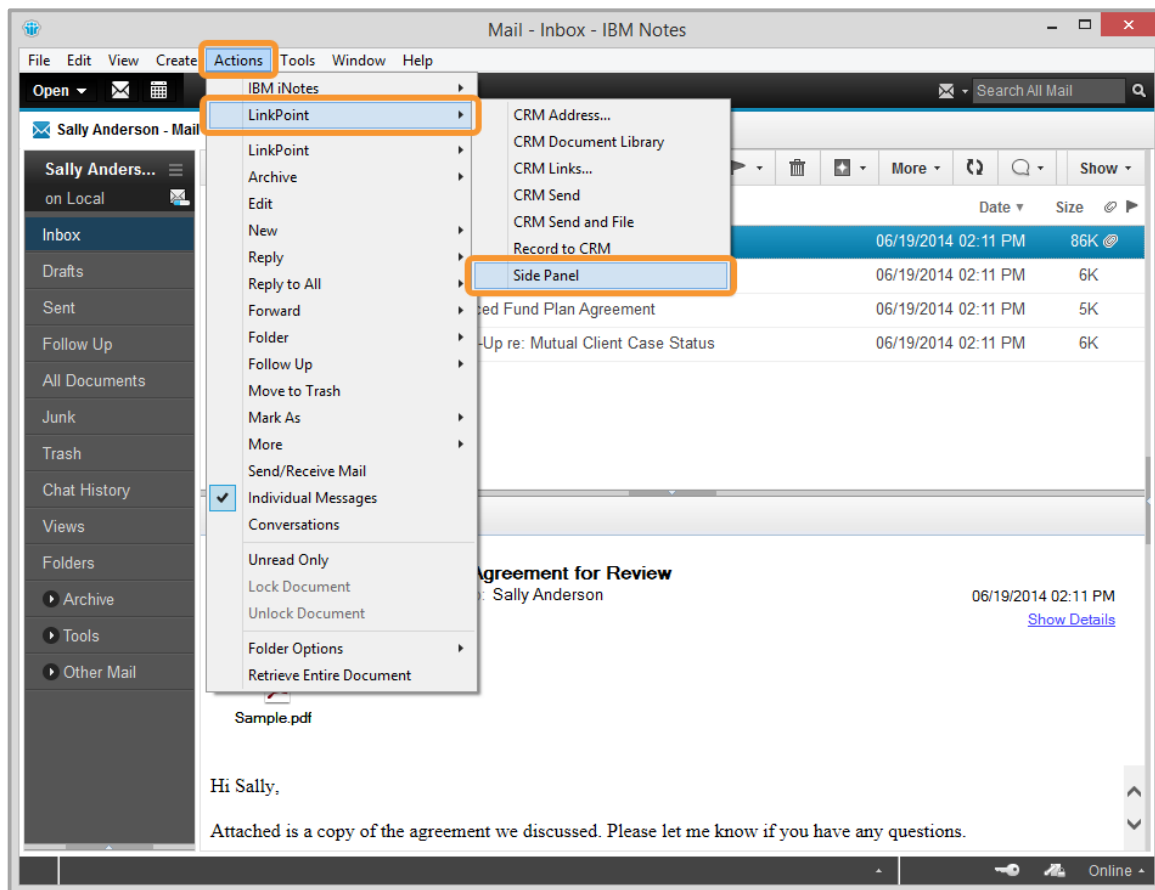 Mail - Inbox - IBM Notes
File Edit View Create Actions Tools Window Help
Open
Search All Mail
Sally Anderson - Mail
Sally Anders...
on Local
Inbox
Drafts
Sent
Follow Up
All Documents
Junk
Trash
Chat History
Views
Folders
Archive
Tools
Other Mail
IBM iNotes
LinkPoint
LinkPoint
Archive
Edit
New
Reply
Reply to All
Forward
Folder
Follow Up
Move to Trash
Mark As
More
Send/Receive Mail
Individual Messages
Conversations
Unread Only
Lock Document
Unlock Document
Folder Options
Retrieve Entire Document
CRM Address...
CRM Document Library
CRM Links...
CRM Send
CRM Send and File
Record to CRM
Side Panel
More Show
Date Size
06/19/2014 02:11 PM 86K
06/19/2014 02:11 PM 6K
Fund Plan Agreement 06/19/2014 02:11 PM 5K
-Up re: Mutual Client Case Status 06/19/2014 02:11 PM 6K
Agreement for Review
Sally Anderson 06/19/2014 02:11 PM
Show Details
Sample.pdf
Hi Sally,
Attached is a copy of the agreement we discussed. Please let me know if you have any questions.
Online